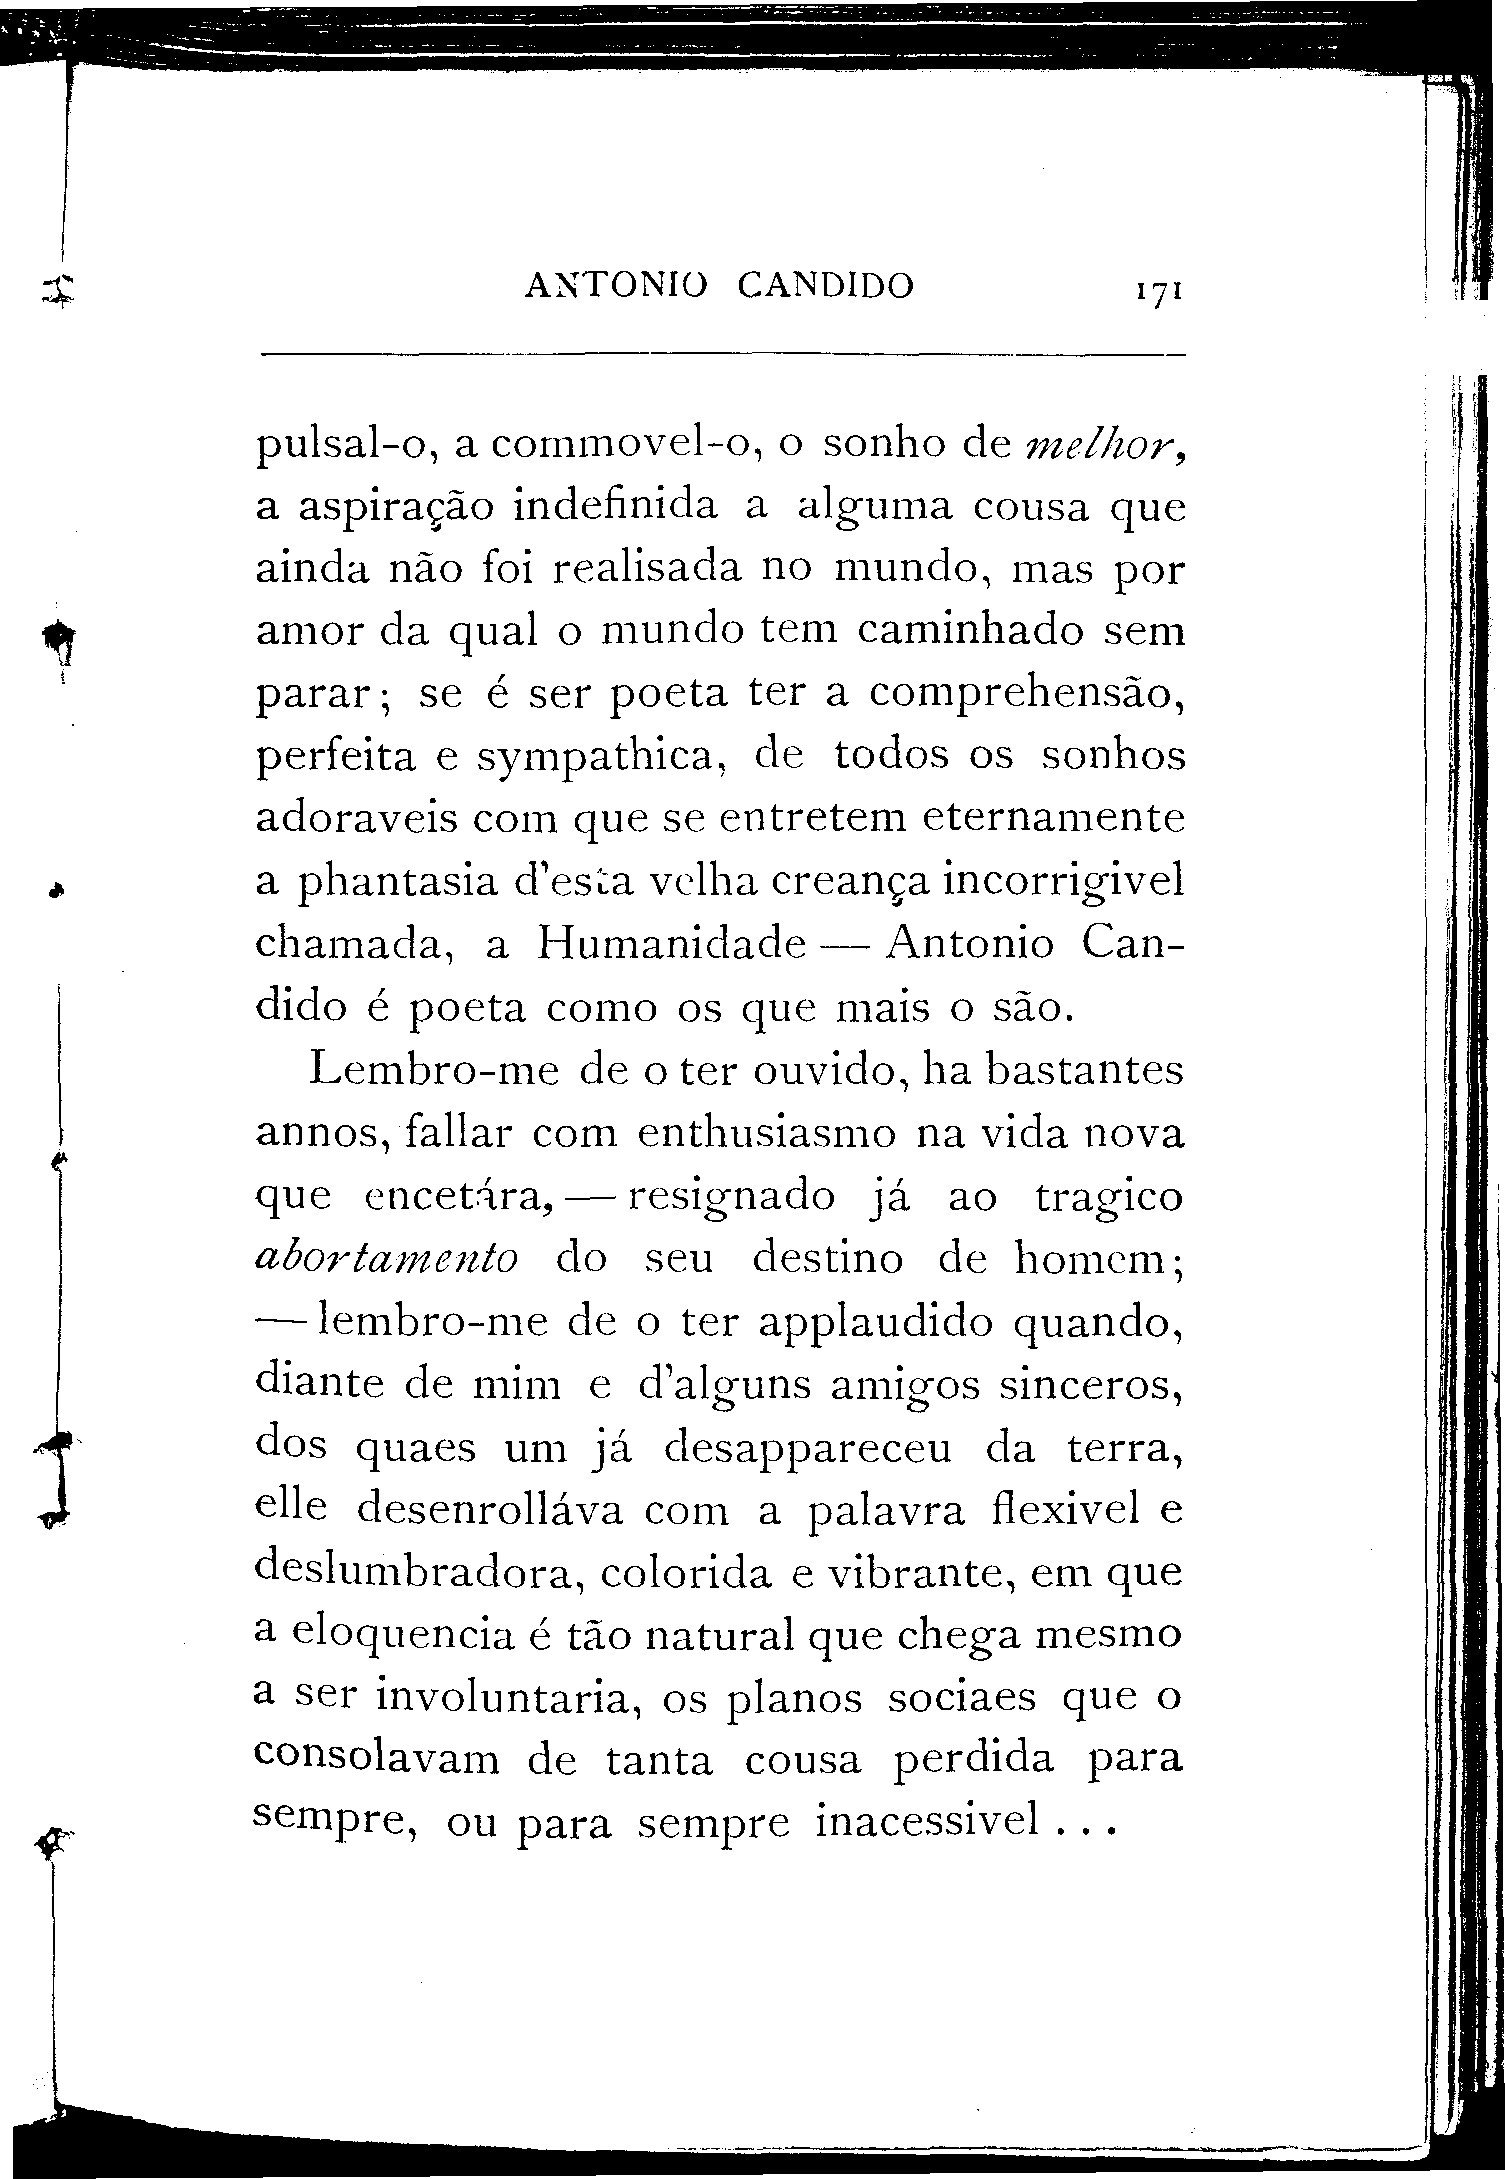 ANTONIO CANDIDO 171
pulsal-o, a commovel-o, o sonho de melhor,
a aspiração indefinida a alguma cousa que
ainda não foi realisada no mundo, mas por
amor da qual o mundo tem caminhado sem
parar; se é ser poeta ter a comprehensão,
perfeita e sympathica, de todos os sonhos
adoraveis com que se entretem eternamente
a phantasia d'esta velha creança incorrigivel
chamada, a Humanidade — Antonio Can-
dido é poeta como os que mais o são.
Lembro-me de o ter ouvido, ha bastantes
annos, fallar com enthusiasmo na vida nova
que encetára, — resignado já ao tragico
abortamento do seu destino de homem;
— lembro-me de o ter applaudido quando,
diante de mim e d'alguns amigos sinceros,
dos quaes um já desappareceu da terra,
elle desenrolláva com a palavra flexivel e
deslumbradora, colorida e vibrante, em que
a eloquencia é tão natural que chega mesmo
a ser involuntaria, os planos sociaes que o
consolavam de tanta cousa perdida para
sempre, ou para sempre inacessivel . . .